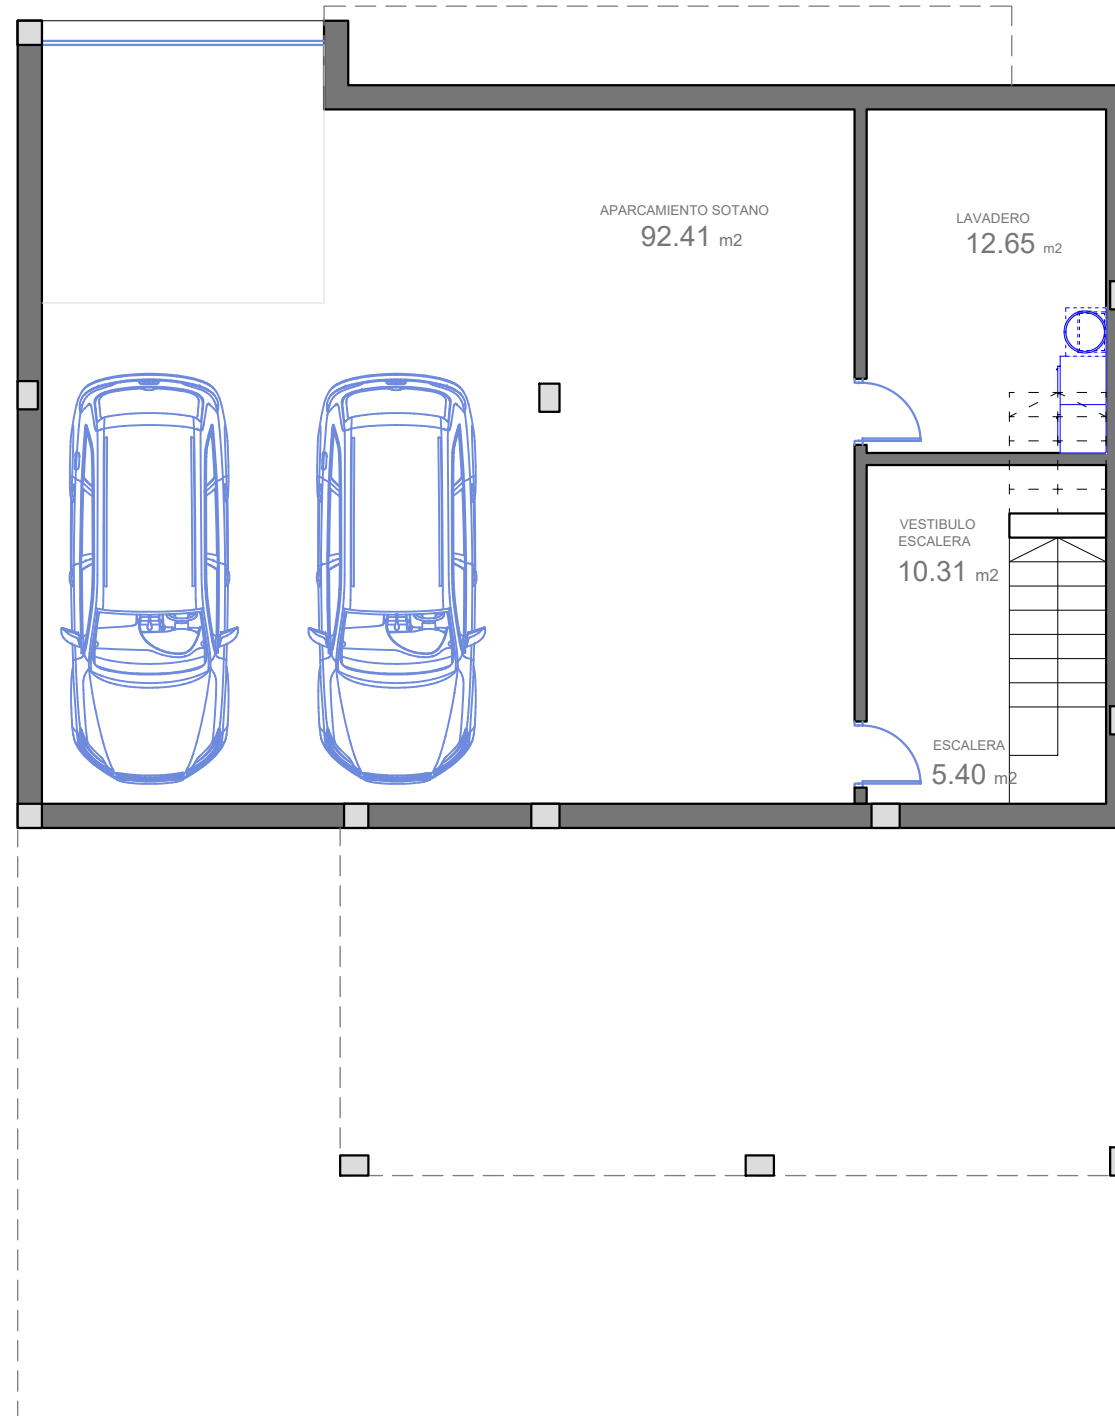 APARCAMIENTO SOTANO
92.41 m2
LAVADERO
12.65 m2
VESTIBULO
ESCALERA
10.31 m2
ESCALERA
5.40 m2